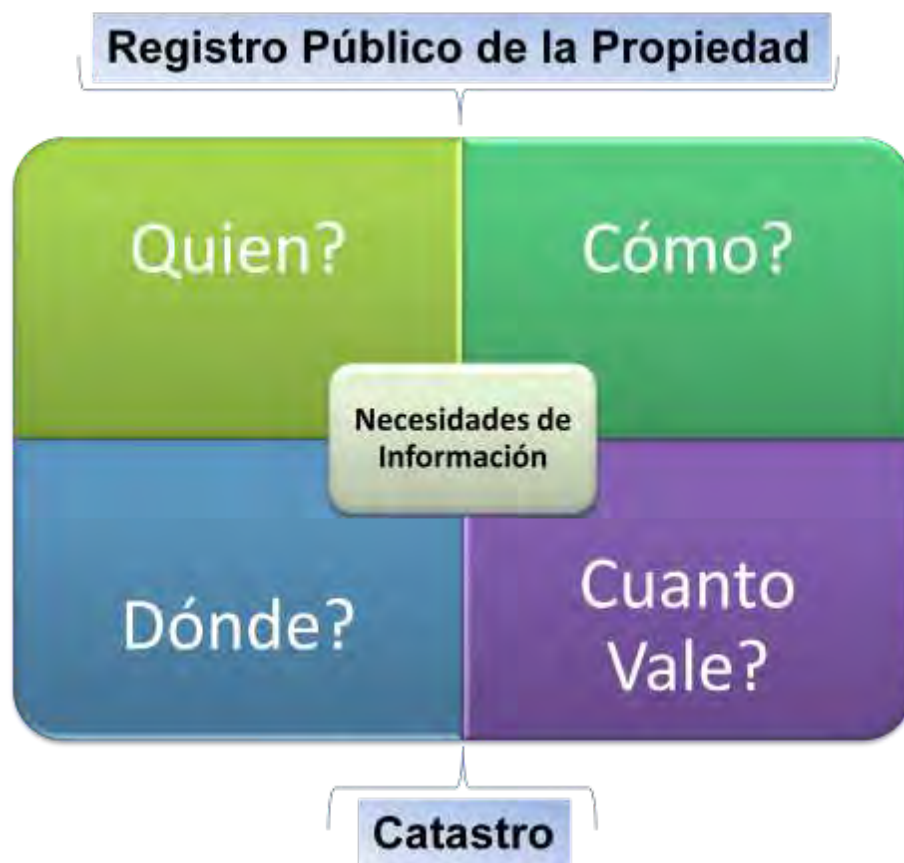 Registro Público de la Propiedad
Quien?
Cómo?
Necesidades de
Información
Dónde?
Cuanto
Vale?
Catastro